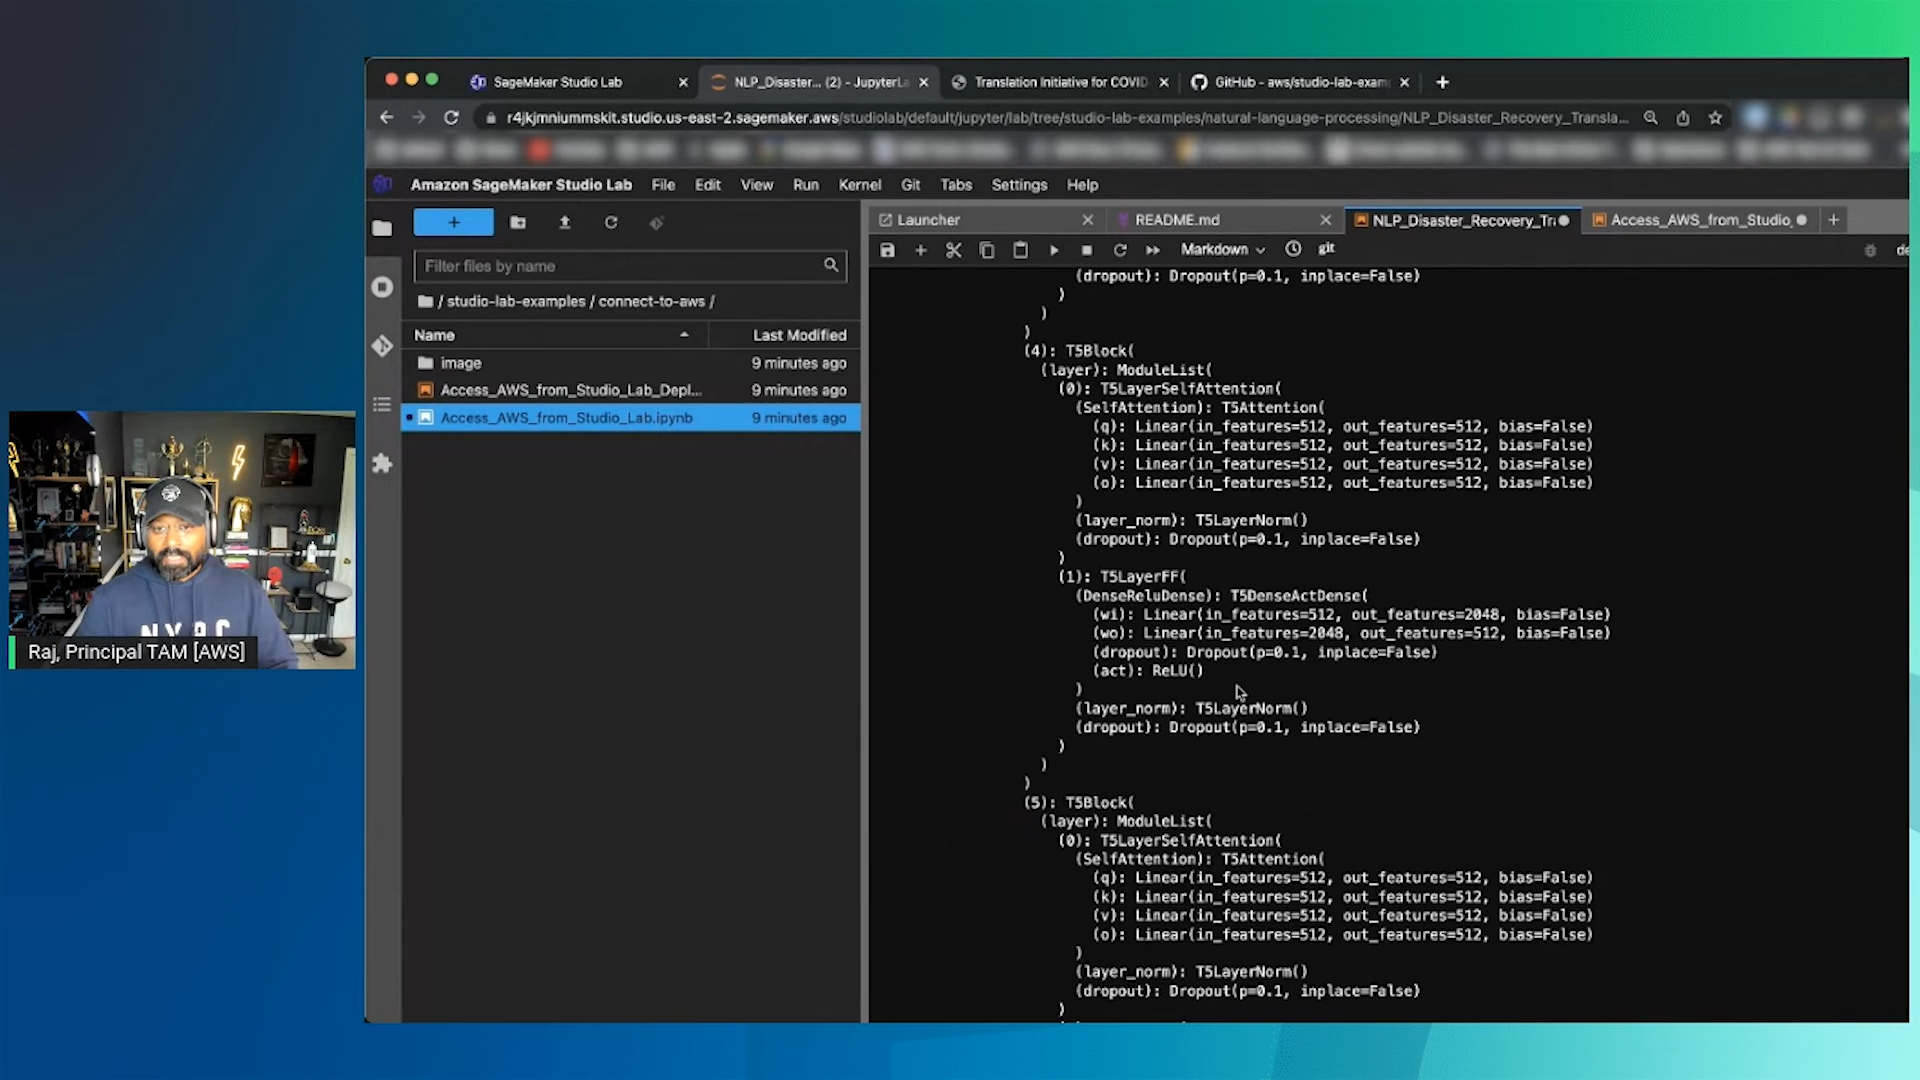 SageMaker Studio Lab
NLP_Disaster... (2) - JupyterLa
Translation Initiative for COVID
GitHub - aws/studio-lab-exam
r4jkjmniummskit.studio.us-east-2.sagemaker.aws/studiolab/default/jupyter/lab/tree/studio-lab-examples/natural-language-processing/NLP_Disaster_Recovery_Transla...
Amazon SageMaker Studio Lab File Edit View Run Kernel Git Tabs Settings Help
+
Filter files by name
/ studio-lab-examples / connect-to-aws /
Name Last Modified
image 9 minutes ago
Access_AWS_from_Studio_Lab_Depl... 9 minutes ago
Access_AWS_from_Studio_Lab.ipynb 9 minutes ago
Launcher
README.md
NLP_Disaster_Recovery_Tra
Access_AWS_from_Studio_
Markdown
git
de
(dropout): Dropout(p=0.1, inplace=False)
)
)
)
(4): T5Block(
(layer): ModuleList(
(0): T5LayerSelfAttention(
(SelfAttention): T5Attention(
(q): Linear(in_features=512, out_features=512, bias=False)
(k): Linear(in_features=512, out_features=512, bias=False)
(v): Linear(in_features=512, out_features=512, bias=False)
(o): Linear(in_features=512, out_features=512, bias=False)
)
(layer_norm): T5LayerNorm()
(dropout): Dropout(p=0.1, inplace=False)
)
(1): T5LayerFF(
(DenseReluDense): T5DenseActDense(
(wi): Linear(in_features=512, out_features=2048, bias=False)
(wo): Linear(in_features=2048, out_features=512, bias=False)
(dropout): Dropout(p=0.1, inplace=False)
(act): ReLU()
)
(layer_norm): T5LayerNorm()
(dropout): Dropout(p=0.1, inplace=False)
)
)
)
(5): T5Block(
(layer): ModuleList(
(0): T5LayerSelfAttention(
(SelfAttention): T5Attention(
(q): Linear(in_features=512, out_features=512, bias=False)
(k): Linear(in_features=512, out_features=512, bias=False)
(v): Linear(in_features=512, out_features=512, bias=False)
(o): Linear(in_features=512, out_features=512, bias=False)
)
(layer_norm): T5LayerNorm()
(dropout): Dropout(p=0.1, inplace=False)
)
Raj, Principal TAM [AWS]